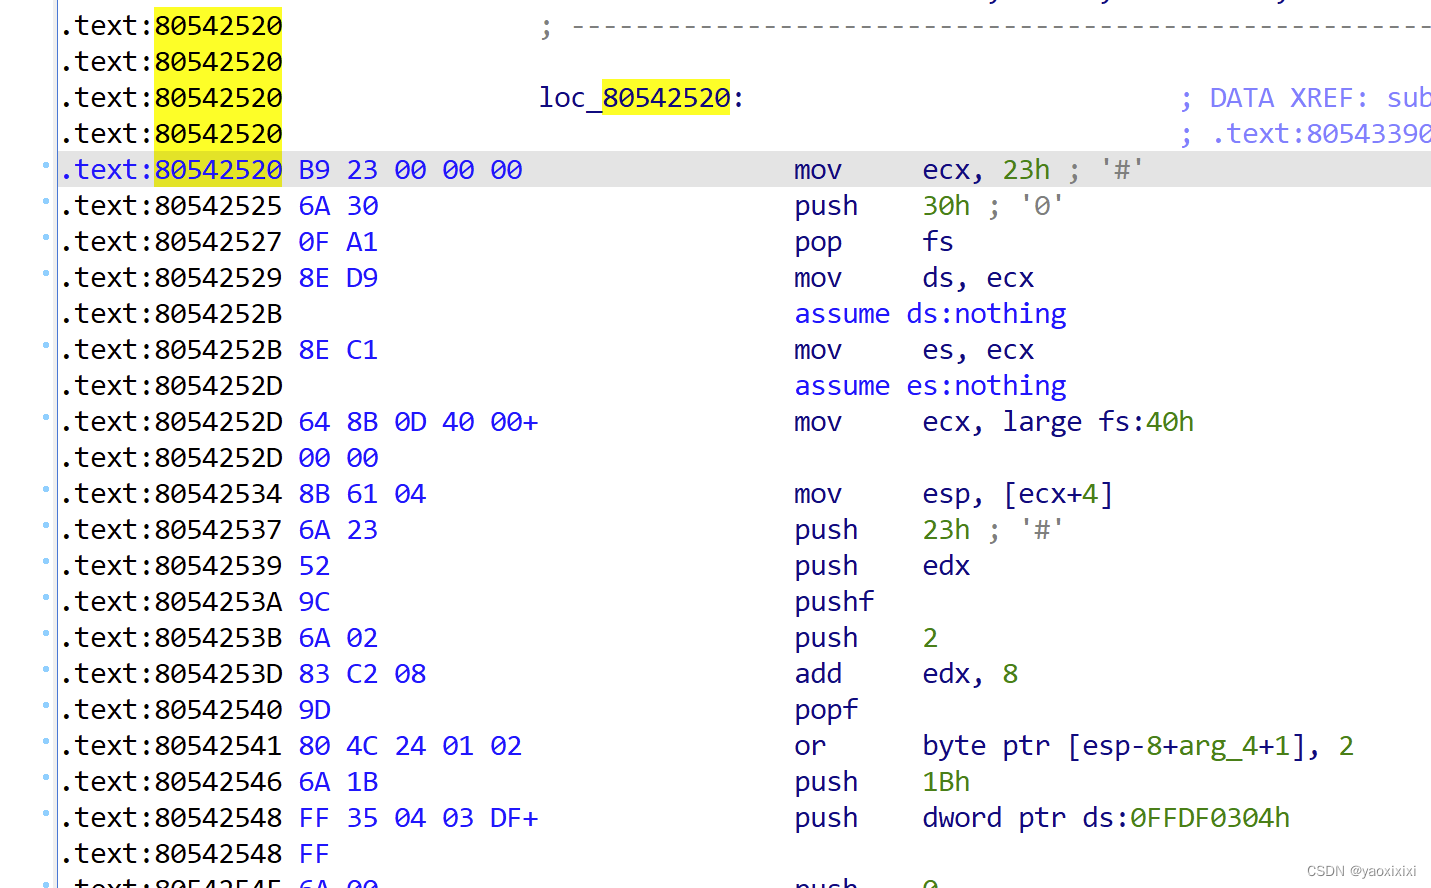 .text:80542520 ; ------------------------------------------------------
.text:80542520
.text:80542520 loc_80542520: ; DATA XREF: sub
.text:80542520 ; .text:80543390
.text:80542520 B9 23 00 00 00 mov ecx, 23h ; '#'
.text:80542525 6A 30 push 30h ; '0'
.text:80542527 0F A1 pop fs
.text:80542529 8E D9 mov ds, ecx
.text:8054252B assume ds:nothing
.text:8054252B 8E C1 mov es, ecx
.text:8054252D assume es:nothing
.text:8054252D 64 8B 0D 40 00+ mov ecx, large fs:40h
.text:8054252D 00 00
.text:80542534 8B 61 04 mov esp, [ecx+4]
.text:80542537 6A 23 push 23h ; '#'
.text:80542539 52 push edx
.text:8054253A 9C pushf
.text:8054253B 6A 02 push 2
.text:8054253D 83 C2 08 add edx, 8
.text:80542540 9D popf
.text:80542541 80 4C 24 01 02 or byte ptr [esp-8+arg_4+1], 2
.text:80542546 6A 1B push 1Bh
.text:80542548 FF 35 04 03 DF+ push dword ptr ds:0FFDF0304h
.text:80542548 FF
.text:8054254E 6A 00 push 0
CSDN @yaoxixixi